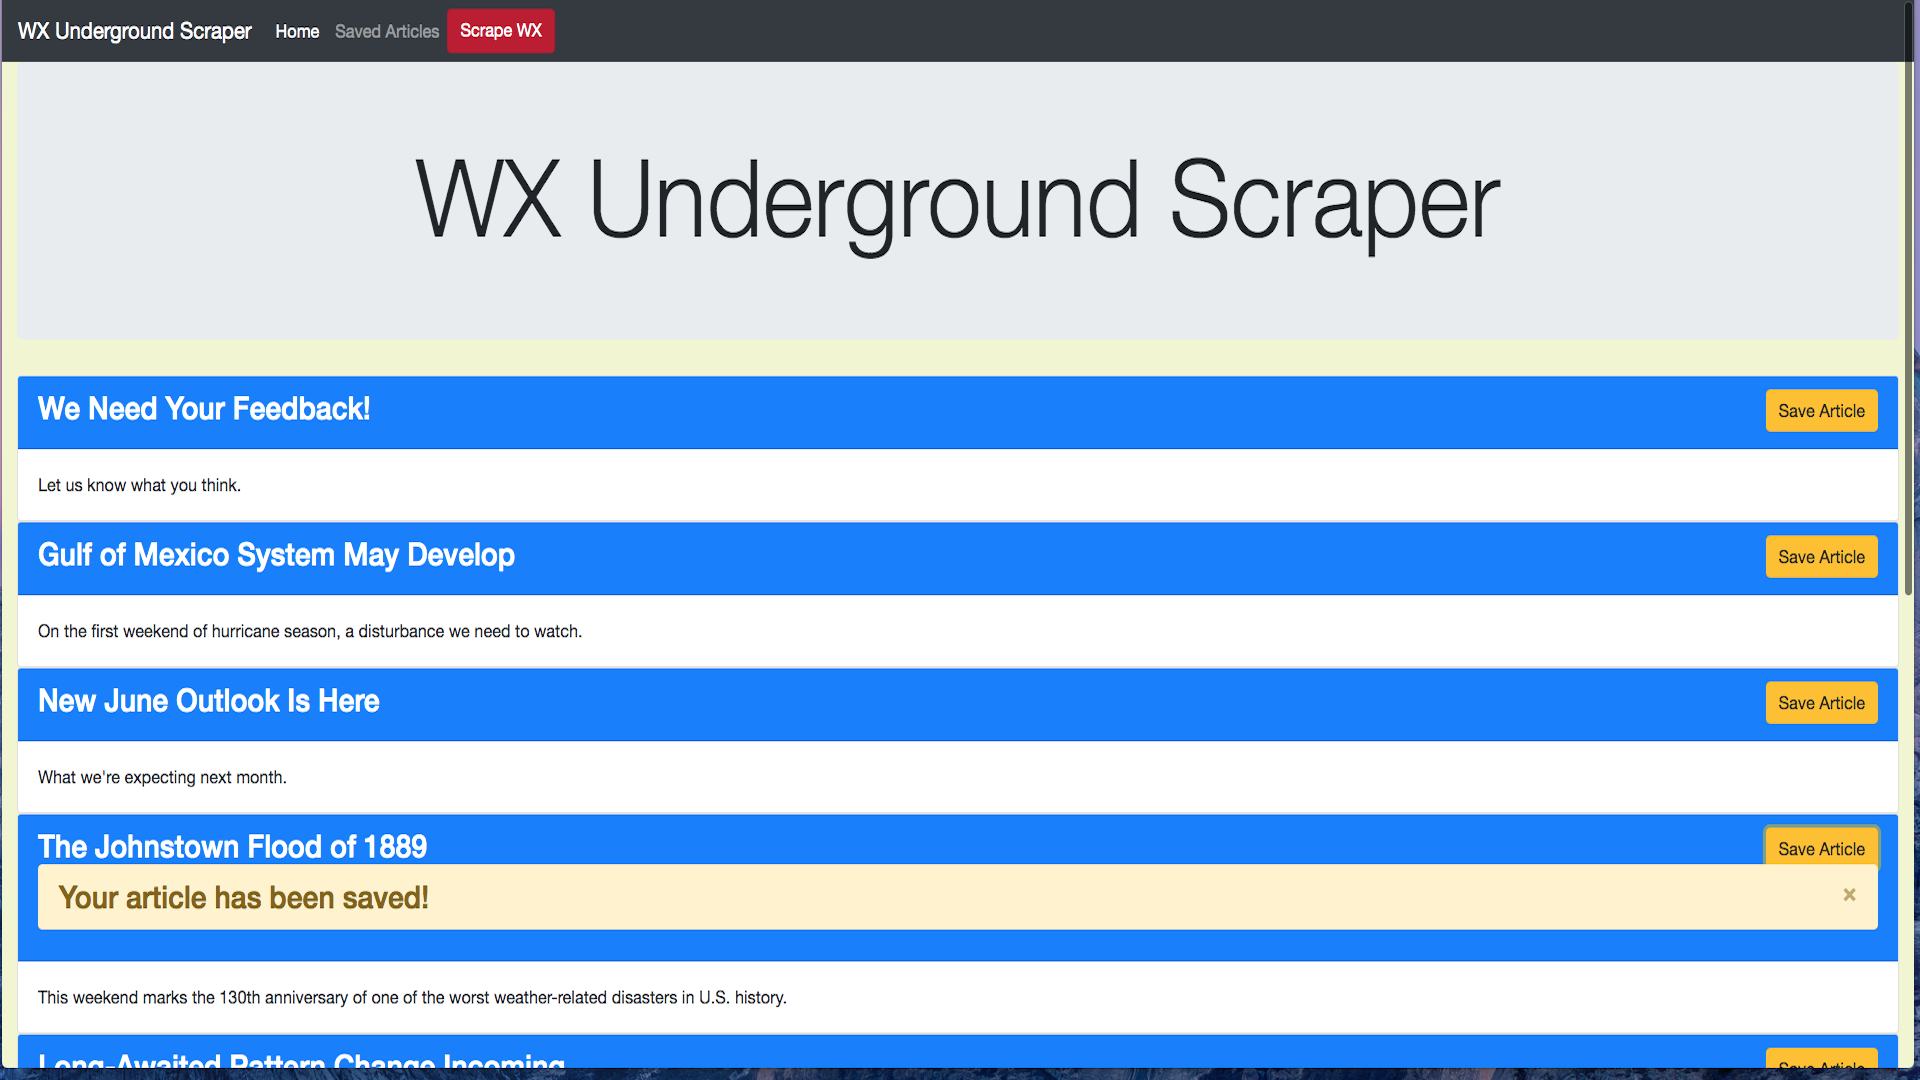 WX Underground Scraper Home Saved Articles Scrape WX
WX Underground Scraper
We Need Your Feedback! Save Article
Let us know what you think.
Gulf of Mexico System May Develop Save Article
On the first weekend of hurricane season, a disturbance we need to watch.
New June Outlook Is Here Save Article
What we're expecting next month.
The Johnstown Flood of 1889 Save Article
Your article has been saved! ×
This weekend marks the 130th anniversary of one of the worst weather-related disasters in U.S. history.
Long-Awaited Pattern Change Incoming Save Article